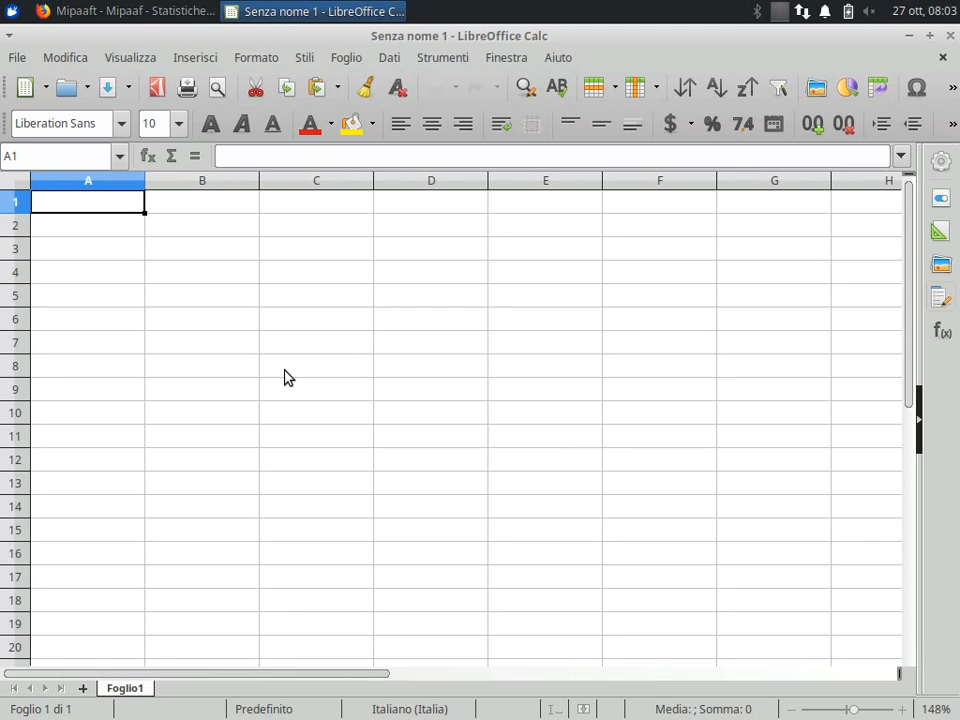 Mipaaft - Mipaaf - Statistiche... Senza nome 1 - LibreOffice C... 27 ott, 08:03
Senza nome 1 - LibreOffice Calc
File Modifica Visualizza Inserisci Formato Stili Foglio Dati Strumenti Finestra Aiuto
Liberation Sans 10
A1
A B C D E F G H
1
2
3
4
5
6
7
8
9
10
11
12
13
14
15
16
17
18
19
20
Foglio1
Foglio 1 di 1 Predefinito Italiano (Italia) Media: ; Somma: 0 148%